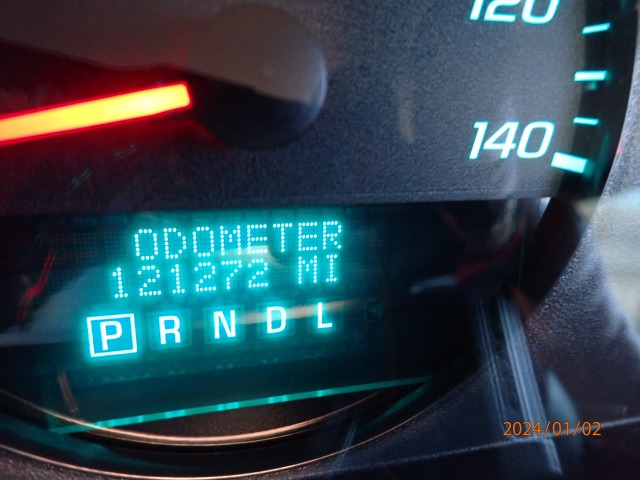 120
140
ODOMETER
121272 MI
P R N D L
2024/01/02